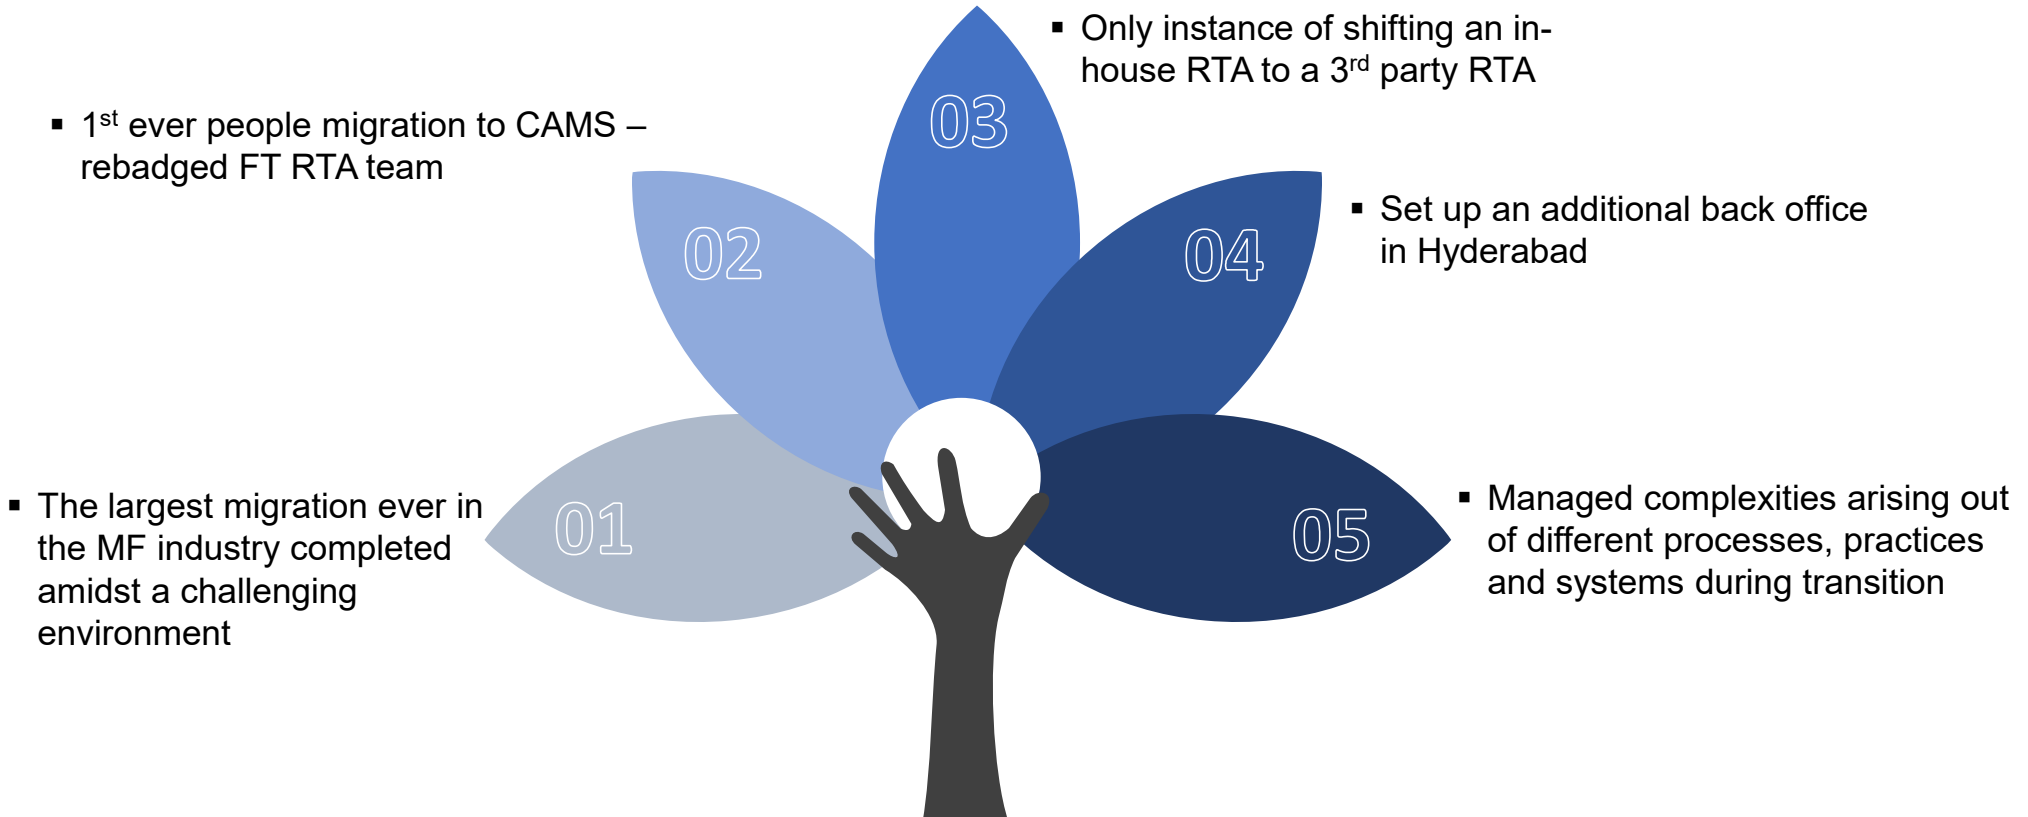 01
▪ The largest migration ever in
the MF industry completed
amidst a challenging
environment
02
▪ 1st ever people migration to CAMS –
rebadged FT RTA team
03
▪ Only instance of shifting an in-
house RTA to a 3rd party RTA
04
▪ Set up an additional back office
in Hyderabad
05
▪ Managed complexities arising out
of different processes, practices
and systems during transition